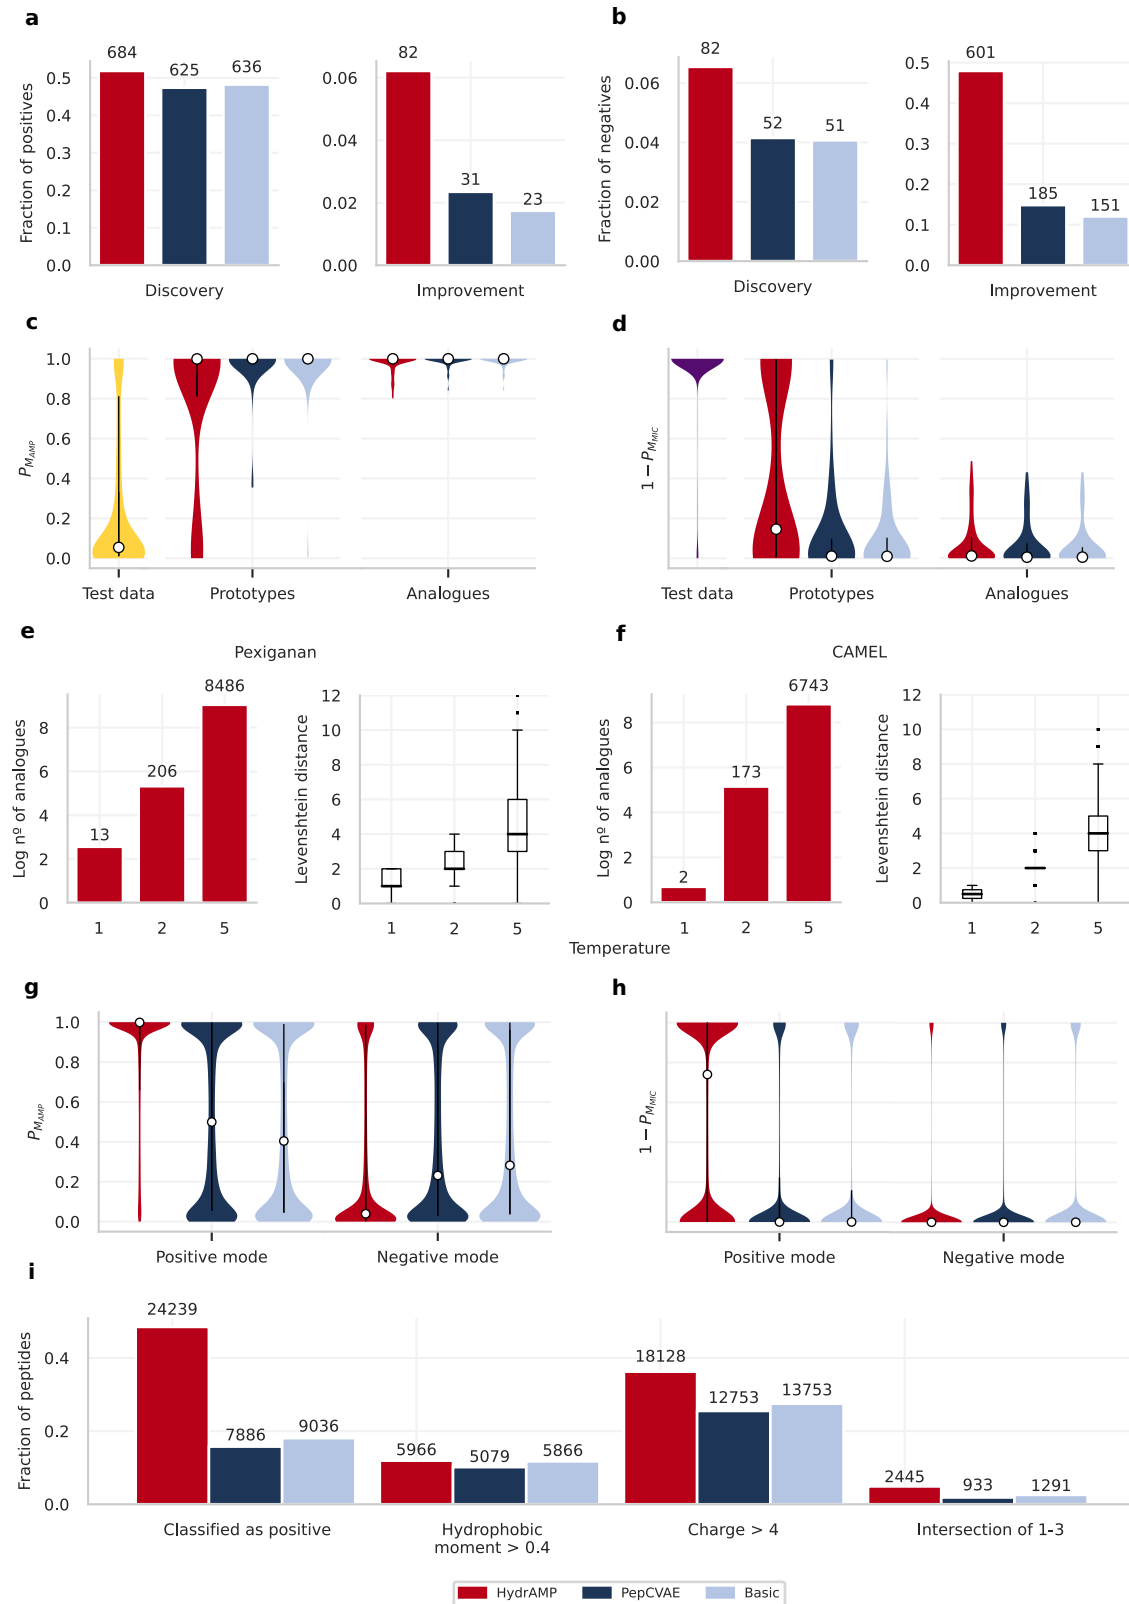 a
b
684
625
636
82
31
23
82
52
51
601
185
151
Fraction of positives
0.5
0.4
0.3
0.2
0.1
0.0
Discovery
0.06
0.04
0.02
0.00
Improvement
Fraction of negatives
0.06
0.04
0.02
0.00
Discovery
0.5
0.4
0.3
0.2
0.1
0.0
Improvement
c
d
P_{M_{AMP}}
1.0
0.8
0.6
0.4
0.2
0.0
Test data
Prototypes
Analogues
1 − P_{M_{MIC}}
Test data
Prototypes
Analogues
e
f
Pexiganan
CAMEL
Log nº of analogues
8
6
4
2
0
13
206
8486
1
2
5
Levenshtein distance
12
10
8
6
4
2
0
1
2
5
Log nº of analogues
8
6
4
2
0
2
173
6743
1
2
5
Levenshtein distance
12
10
8
6
4
2
0
1
2
5
Temperature
g
h
P_{M_{AMP}}
1.0
0.8
0.6
0.4
0.2
0.0
Positive mode
Negative mode
1 − P_{M_{MIC}}
Positive mode
Negative mode
i
Fraction of peptides
0.4
0.2
0.0
24239
7886
9036
5966
5079
5866
18128
12753
13753
2445
933
1291
Classified as positive
Hydrophobic
moment > 0.4
Charge > 4
Intersection of 1-3
HydrAMP
PepCVAE
Basic